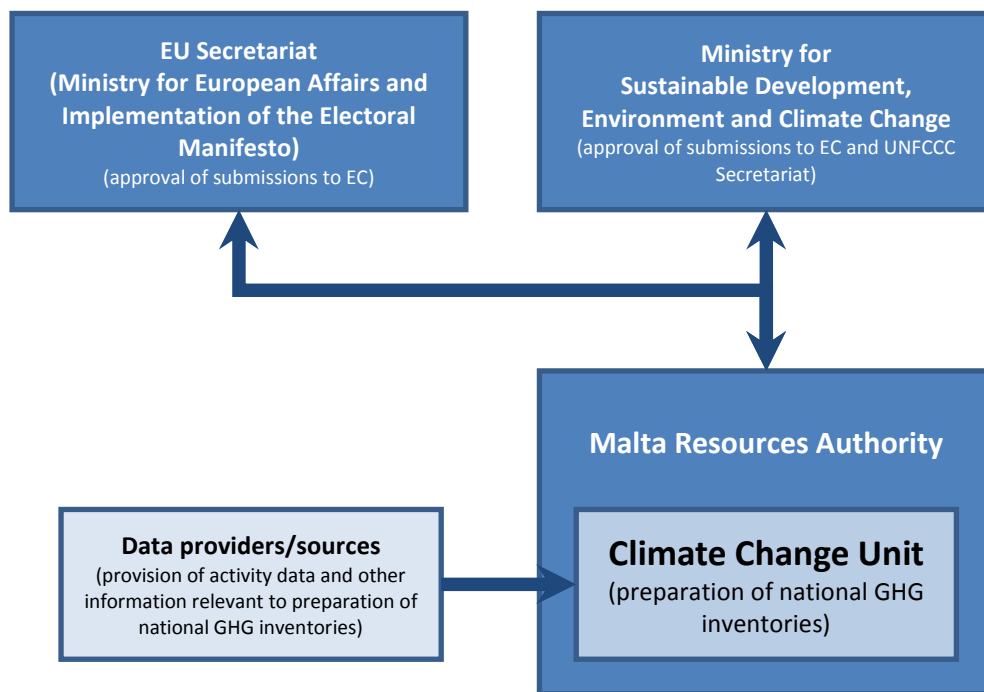 EU Secretariat
(Ministry for European Affairs and
Implementation of the Electoral
Manifesto)
(approval of submissions to EC)
Ministry for
Sustainable Development,
Environment and Climate Change
(approval of submissions to EC and UNFCCC
Secretariat)
Malta Resources Authority
Data providers/sources
(provision of activity data and other
information relevant to preparation of
national GHG inventories)
Climate Change Unit
(preparation of national GHG
inventories)